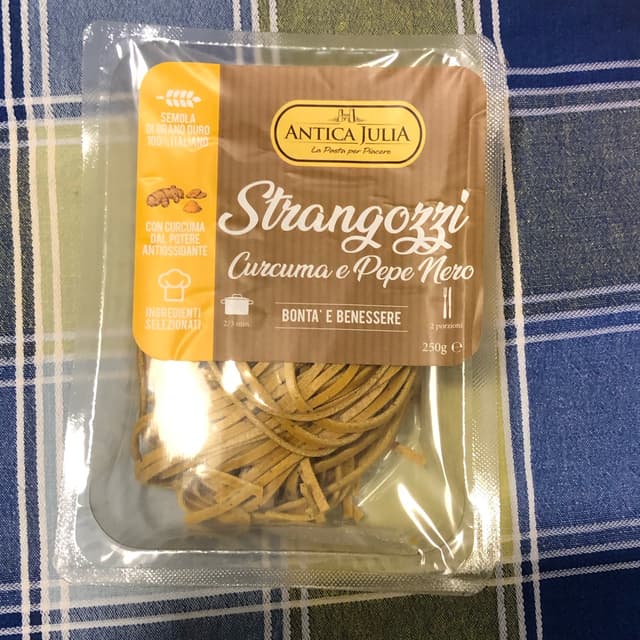 SEMOLA
DI GRANO DURO
100% ITALIANO
CON CURCUMA
DAL POTERE
ANTIOSSIDANTE
INGREDIENTI
SELEZIONATI
ANTICA JULIA
La Pasta per Piacere
Strangozzi
Curcuma e Pepe Nero
BONTA' E BENESSERE
2/3 min.
2 porzioni
250g e